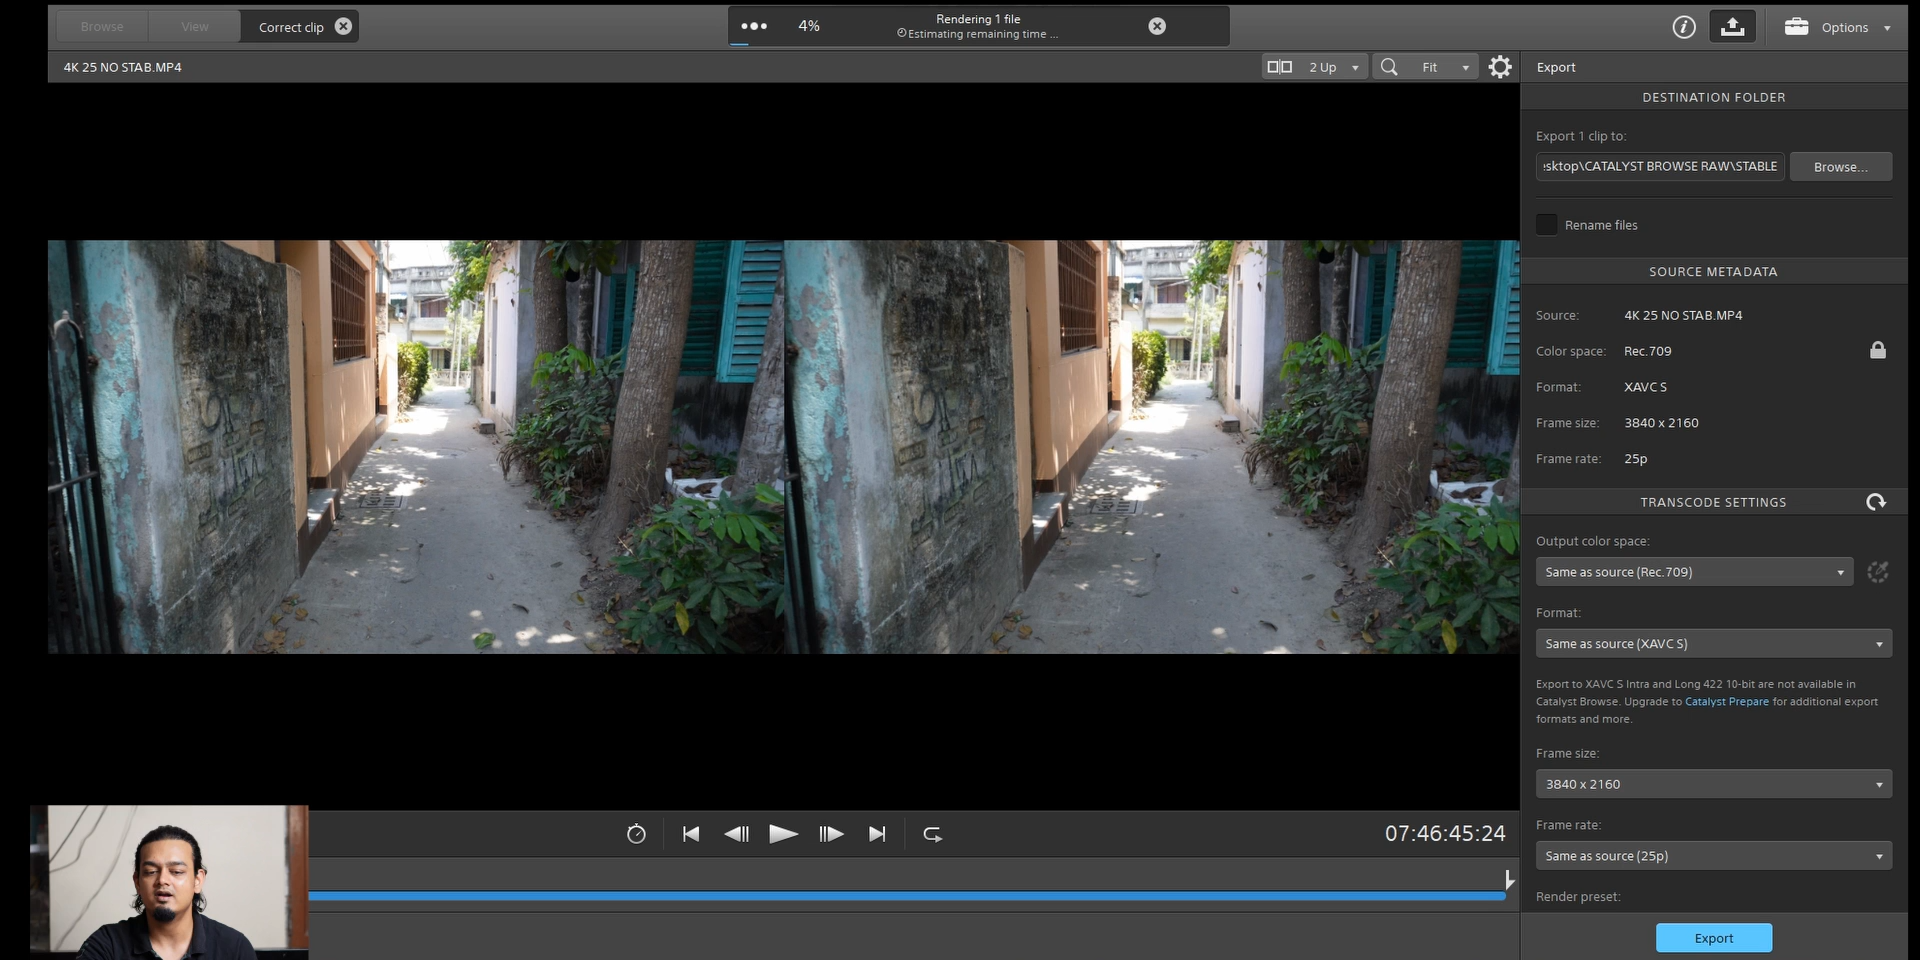 Browse
View
Correct clip
4%
Rendering 1 file
Estimating remaining time ...
Options
4K 25 NO STAB.MP4
2 Up
Fit
Export
DESTINATION FOLDER
Export 1 clip to:
sktop\CATALYST BROWSE RAW\STABLE
Browse...
Rename files
SOURCE METADATA
Source: 4K 25 NO STAB.MP4
Color space: Rec.709
Format: XAVC S
Frame size: 3840 x 2160
Frame rate: 25p
TRANSCODE SETTINGS
Output color space:
Same as source (Rec.709)
Format:
Same as source (XAVC S)
Export to XAVC S Intra and Long 422 10-bit are not available in
Catalyst Browse. Upgrade to Catalyst Prepare for additional export
formats and more.
Frame size:
3840 x 2160
Frame rate:
Same as source (25p)
Render preset:
07:46:45:24
Export